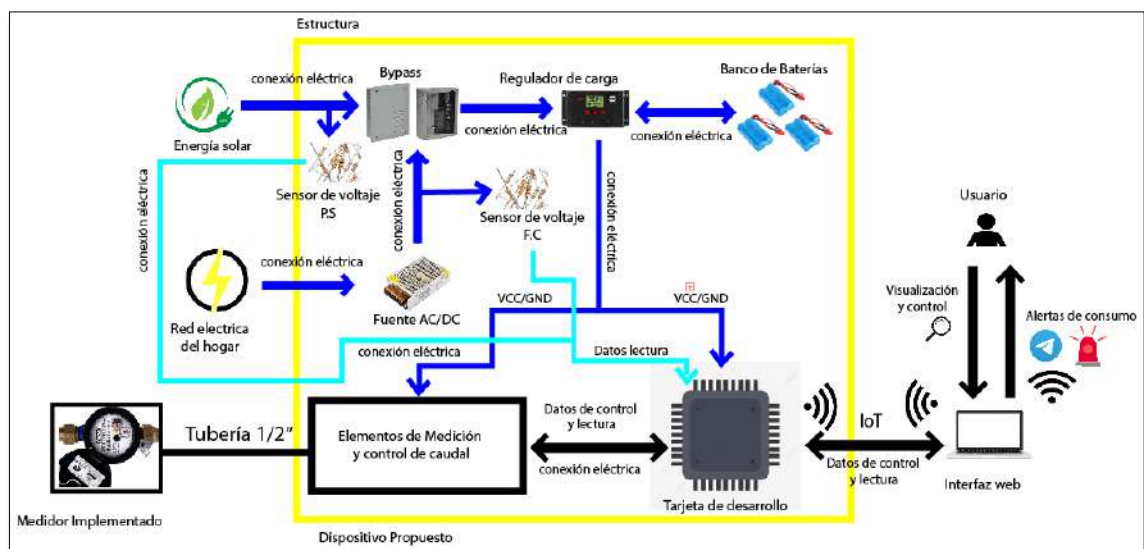 Estructura
conexión eléctrica
Bypass
Regulador de carga
Banco de Baterías
conexión eléctrica
conexión eléctrica
Energía solar
conexión eléctrica
Sensor de voltaje
P.S
conexión eléctrica
Sensor de voltaje
F.C
conexión eléctrica
Usuario
conexión eléctrica
Red electrica
del hogar
Fuente AC/DC
VCC/GND
VCC/GND
Visualización
y control
Alertas de consumo
conexión eléctrica
Datos lectura
Tubería 1/2"
Elementos de Medición
y control de caudal
Datos de control
y lectura
conexión eléctrica
IoT
Datos de control
y lectura
Medidor Implementado
Tarjeta de desarrollo
Interfaz web
Dispositivo Propuesto